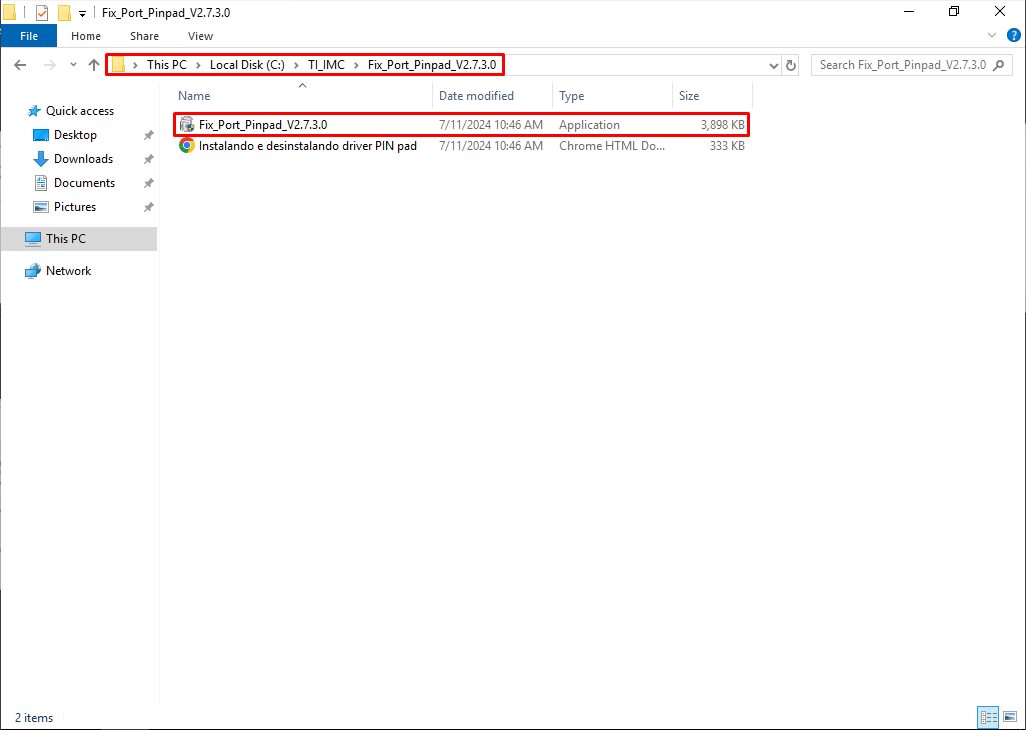 Fix_Port_Pinpad_V2.7.3.0
File Home Share View
This PC > Local Disk (C:) > TI_IMC > Fix_Port_Pinpad_V2.7.3.0
Search Fix_Port_Pinpad_V2.7.3.0
Name Date modified Type Size
Quick access
Fix_Port_Pinpad_V2.7.3.0 7/11/2024 10:46 AM Application 3,898 KB
Desktop
Instalando e desinstalando driver PIN pad 7/11/2024 10:46 AM Chrome HTML Do... 333 KB
Downloads
Documents
Pictures
This PC
Network
2 items